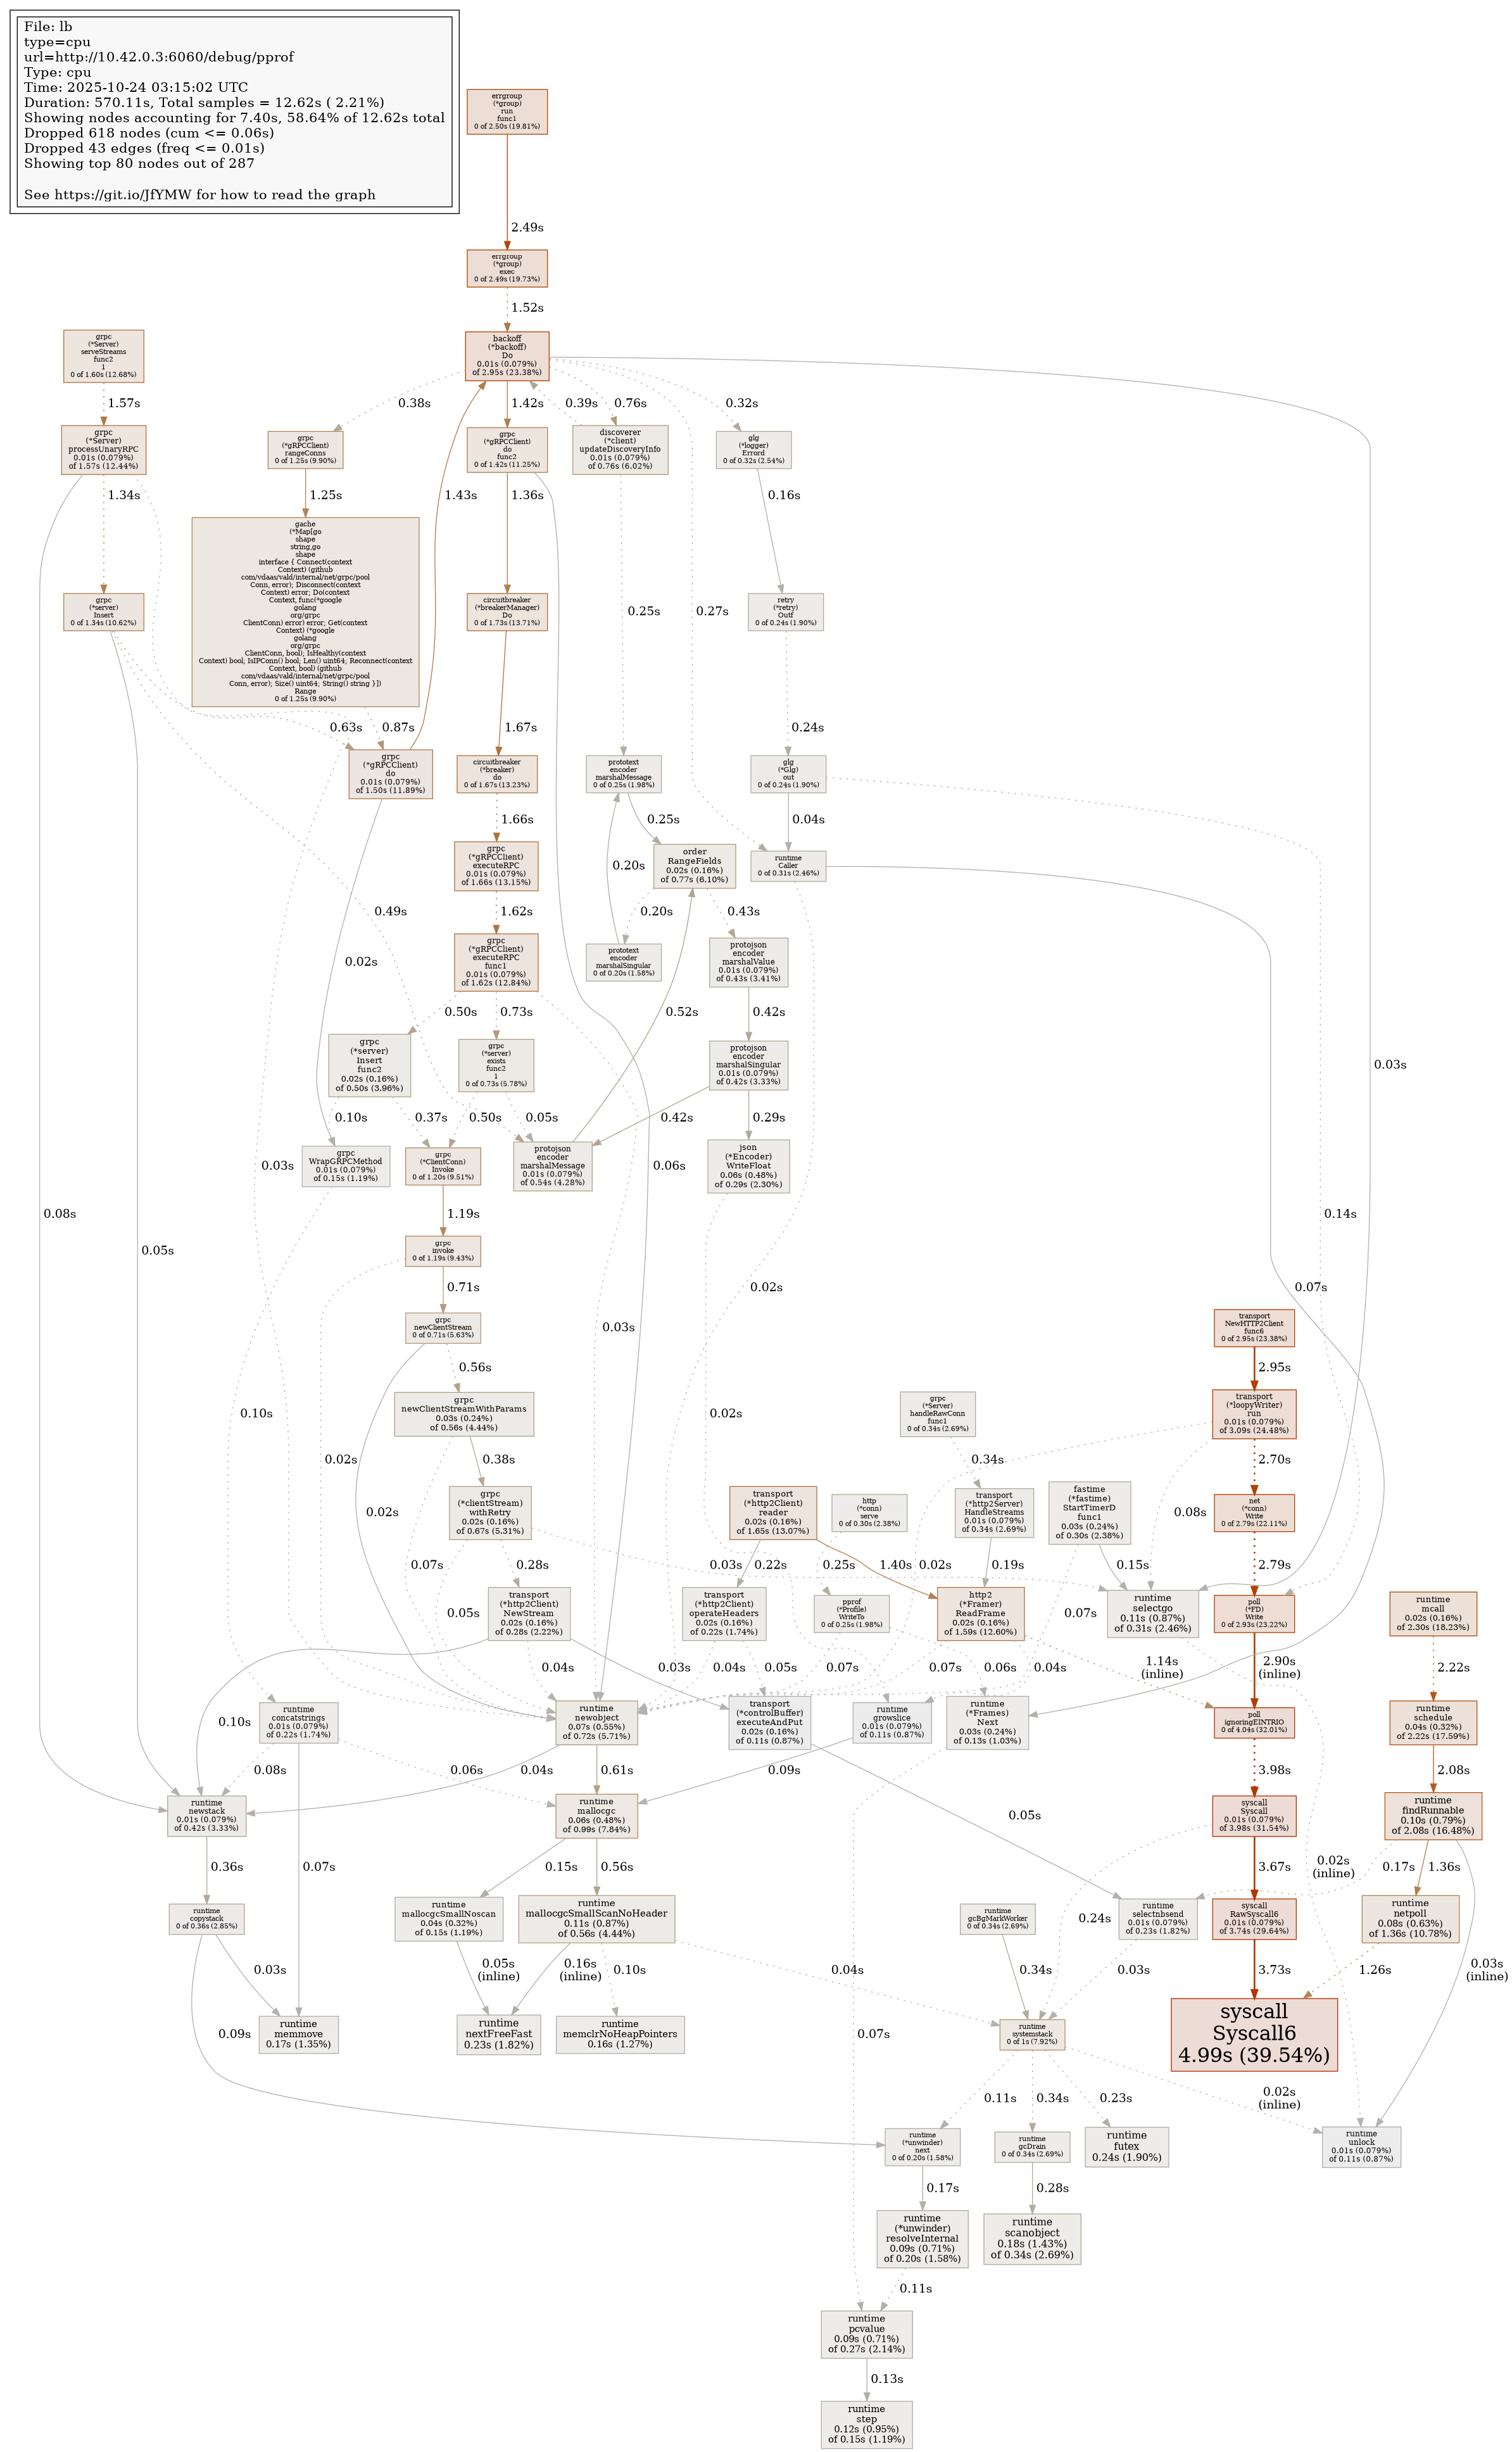 File: lb
type=cpu
url=http://10.42.0.3:6060/debug/pprof
Type: cpu
Time: 2025-10-24 03:15:02 UTC
Duration: 570.11s, Total samples = 12.62s ( 2.21%)
Showing nodes accounting for 7.40s, 58.64% of 12.62s total
Dropped 618 nodes (cum <= 0.06s)
Dropped 43 edges (freq <= 0.01s)
Showing top 80 nodes out of 287
See https://git.io/JfYMW for how to read the graph
errgroup
(*group)
run
func1
0 of 2.50s (19.81%)
2.49s
errgroup
(*group)
exec
0 of 2.49s (19.73%)
1.52s
grpc
(*Server)
serveStreams
func2
1
0 of 1.60s (12.68%)
backoff
(*backoff)
Do
0.01s (0.079%)
of 2.95s (23.38%)
1.57s
0.38s
1.42s
0.39s
0.76s
0.32s
grpc
(*Server)
processUnaryRPC
0.01s (0.079%)
of 1.57s (12.44%)
grpc
(*gRPCClient)
rangeConns
0 of 1.25s (9.90%)
grpc
(*gRPCClient)
do
func2
0 of 1.42s (11.25%)
discoverer
(*client)
updateDiscoveryInfo
0.01s (0.079%)
of 0.76s (6.02%)
glg
(*logger)
Errord
0 of 0.32s (2.54%)
1.34s
1.25s
1.43s
1.36s
0.16s
gache
(*Map[go
shape
string,go
shape
interface { Connect(context
Context) (github
com/vdaas/vald/internal/net/grpc/pool
Conn, error); Disconnect(context
Context) error; Do(context
Context, func(*google
golang
org/grpc
ClientConn) error) error; Get(context
Context) (*google
golang
org/grpc
ClientConn, bool); IsHealthy(context
Context) bool; IsIPConn() bool; Len() uint64; Reconnect(context
Context, bool) (github
com/vdaas/vald/internal/net/grpc/pool
Conn, error); Size() uint64; String() string }])
Range
0 of 1.25s (9.90%)
grpc
(*server)
Insert
0 of 1.34s (10.62%)
circuitbreaker
(*breakerManager)
Do
0 of 1.73s (13.71%)
0.25s
0.27s
retry
(*retry)
Outf
0 of 0.24s (1.90%)
0.63s
0.87s
1.67s
0.24s
grpc
(*gRPCClient)
do
0.01s (0.079%)
of 1.50s (11.89%)
circuitbreaker
(*breaker)
do
0 of 1.67s (13.23%)
prototext
encoder
marshalMessage
0 of 0.25s (1.98%)
glg
(*Glg)
out
0 of 0.24s (1.90%)
1.66s
0.25s
0.04s
grpc
(*gRPCClient)
executeRPC
0.01s (0.079%)
of 1.66s (13.15%)
0.20s
order
RangeFields
0.02s (0.16%)
of 0.77s (6.10%)
runtime
Caller
0 of 0.31s (2.46%)
0.49s
1.62s
0.20s
0.43s
0.02s
grpc
(*gRPCClient)
executeRPC
func1
0.01s (0.079%)
of 1.62s (12.84%)
prototext
encoder
marshalSingular
0 of 0.20s (1.58%)
protojson
encoder
marshalValue
0.01s (0.079%)
of 0.43s (3.41%)
0.50s
0.73s
0.52s
0.42s
0.03s
grpc
(*server)
Insert
func2
0.02s (0.16%)
of 0.50s (3.96%)
grpc
(*server)
exists
func2
1
0 of 0.73s (5.78%)
protojson
encoder
marshalSingular
0.01s (0.079%)
of 0.42s (3.33%)
0.10s
0.37s
0.50s
0.05s
0.42s
0.29s
0.03s
grpc
WrapGRPCMethod
0.01s (0.079%)
of 0.15s (1.19%)
grpc
(*ClientConn)
Invoke
0 of 1.20s (9.51%)
protojson
encoder
marshalMessage
0.01s (0.079%)
of 0.54s (4.28%)
0.06s
json
(*Encoder)
WriteFloat
0.06s (0.48%)
of 0.29s (2.30%)
0.08s
0.05s
1.19s
0.14s
grpc
invoke
0 of 1.19s (9.43%)
0.71s
0.02s
0.07s
grpc
newClientStream
0 of 0.71s (5.63%)
0.03s
transport
NewHTTP2Client
func6
0 of 2.95s (23.38%)
0.56s
2.95s
0.10s
grpc
newClientStreamWithParams
0.03s (0.24%)
of 0.56s (4.44%)
0.02s
grpc
(*Server)
handleRawConn
func1
0 of 0.34s (2.69%)
transport
(*loopyWriter)
run
0.01s (0.079%)
of 3.09s (24.48%)
0.02s
0.38s
0.34s
2.70s
0.02s
0.07s
grpc
(*clientStream)
withRetry
0.02s (0.16%)
of 0.67s (5.31%)
transport
(*http2Client)
reader
0.02s (0.16%)
of 1.65s (13.07%)
http
(*conn)
serve
0 of 0.30s (2.38%)
transport
(*http2Server)
HandleStreams
0.01s (0.079%)
of 0.34s (2.69%)
fastime
(*fastime)
StartTimerD
func1
0.03s (0.24%)
of 0.30s (2.38%)
0.08s
net
(*conn)
Write
0 of 2.79s (22.11%)
0.28s
0.03s
0.22s
0.25s
1.40s
0.02s
0.19s
0.15s
2.79s
0.05s
transport
(*http2Client)
NewStream
0.02s (0.16%)
of 0.28s (2.22%)
transport
(*http2Client)
operateHeaders
0.02s (0.16%)
of 0.22s (1.74%)
pprof
(*Profile)
WriteTo
0 of 0.25s (1.98%)
http2
(*Framer)
ReadFrame
0.02s (0.16%)
of 1.59s (12.60%)
0.07s
runtime
selectgo
0.11s (0.87%)
of 0.31s (2.46%)
poll
(*FD)
Write
0 of 2.93s (23.22%)
runtime
mcall
0.02s (0.16%)
of 2.30s (18.23%)
0.04s
0.03s
0.04s
0.05s
0.07s
0.07s
0.06s
0.04s
1.14s
(inline)
2.90s
(inline)
2.22s
runtime
concatstrings
0.01s (0.079%)
of 0.22s (1.74%)
0.10s
runtime
newobject
0.07s (0.55%)
of 0.72s (5.71%)
transport
(*controlBuffer)
executeAndPut
0.02s (0.16%)
of 0.11s (0.87%)
runtime
growslice
0.01s (0.079%)
of 0.11s (0.87%)
runtime
(*Frames)
Next
0.03s (0.24%)
of 0.13s (1.03%)
poll
ignoringEINTRIO
0 of 4.04s (32.01%)
runtime
schedule
0.04s (0.32%)
of 2.22s (17.59%)
0.08s
0.06s
0.04s
0.61s
0.09s
3.98s
2.08s
runtime
newstack
0.01s (0.079%)
of 0.42s (3.33%)
runtime
mallocgc
0.06s (0.48%)
of 0.99s (7.84%)
0.05s
syscall
Syscall
0.01s (0.079%)
of 3.98s (31.54%)
runtime
findRunnable
0.10s (0.79%)
of 2.08s (16.48%)
0.36s
0.07s
0.15s
0.56s
3.67s
0.02s
(inline)
0.17s
1.36s
runtime
copystack
0 of 0.36s (2.85%)
runtime
mallocgcSmallNoscan
0.04s (0.32%)
of 0.15s (1.19%)
runtime
mallocgcSmallScanNoHeader
0.11s (0.87%)
of 0.56s (4.44%)
runtime
gcBgMarkWorker
0 of 0.34s (2.69%)
0.24s
runtime
selectnbsend
0.01s (0.079%)
of 0.23s (1.82%)
syscall
RawSyscall6
0.01s (0.079%)
of 3.74s (29.64%)
runtime
netpoll
0.08s (0.63%)
of 1.36s (10.78%)
0.03s
0.05s
(inline)
0.16s
(inline)
0.10s
0.04s
0.34s
0.03s
3.73s
1.26s
0.03s
(inline)
0.09s
runtime
memmove
0.17s (1.35%)
runtime
nextFreeFast
0.23s (1.82%)
runtime
memclrNoHeapPointers
0.16s (1.27%)
0.07s
runtime
systemstack
0 of 1s (7.92%)
syscall
Syscall6
4.99s (39.54%)
0.11s
0.34s
0.23s
0.02s
(inline)
runtime
(*unwinder)
next
0 of 0.20s (1.58%)
runtime
gcDrain
0 of 0.34s (2.69%)
runtime
futex
0.24s (1.90%)
runtime
unlock
0.01s (0.079%)
of 0.11s (0.87%)
0.17s
0.28s
runtime
(*unwinder)
resolveInternal
0.09s (0.71%)
of 0.20s (1.58%)
runtime
scanobject
0.18s (1.43%)
of 0.34s (2.69%)
0.11s
runtime
pcvalue
0.09s (0.71%)
of 0.27s (2.14%)
0.13s
runtime
step
0.12s (0.95%)
of 0.15s (1.19%)